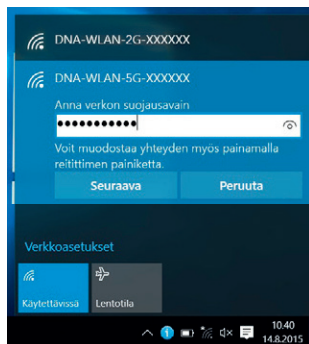 DNA-WLAN-2G-XXXXXX
DNA-WLAN-5G-XXXXXX
Anna verkon suojausavain
●●●●●●●●●●●
Voit muodostaa yhteyden myös painamalla
reitittimen painiketta.
Seuraava Peruuta
Verkkoasetukset
Käytettävissä Lentotila
10.40
14.8.2015